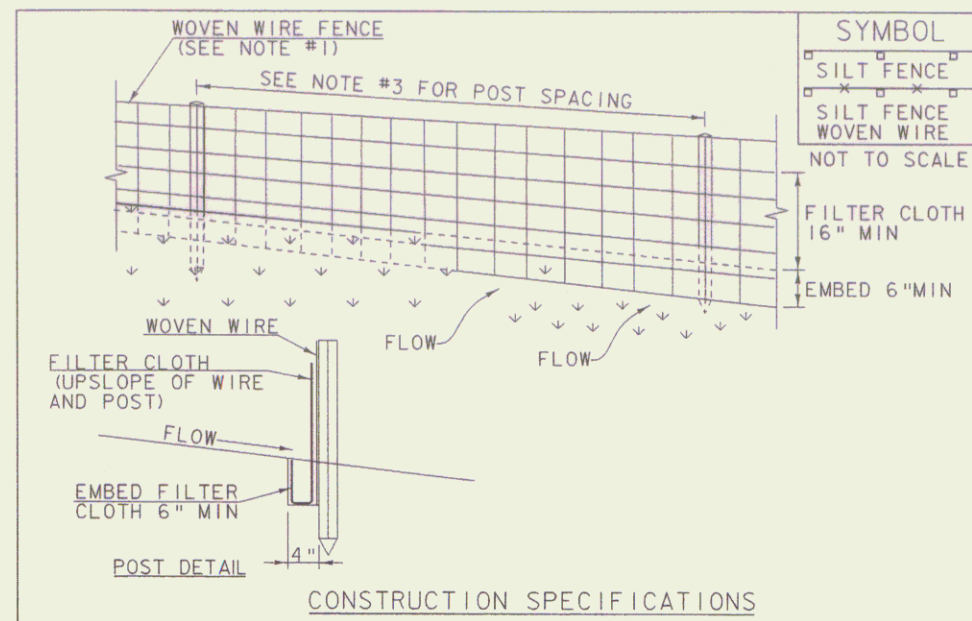 WOVEN WIRE FENCE
(SEE NOTE #1)
SEE NOTE #3 FOR POST SPACING
SYMBOL
SILT FENCE
SILT FENCE
WOVEN WIRE
NOT TO SCALE
FILTER CLOTH
16" MIN
EMBED 6"MIN
FLOW
FLOW
WOVEN WIRE
FILTER CLOTH
(UPSLOPE OF WIRE
AND POST)
FLOW
EMBED FILTER
CLOTH 6" MIN
4"
POST DETAIL
CONSTRUCTION SPECIFICATIONS